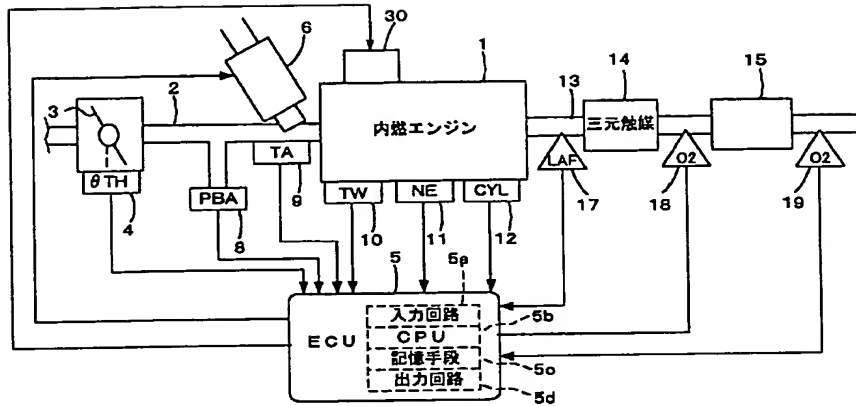 30
6
1
14
15
3
2
13
内燃エンジン
三元触媒
θTH
TA
LAF
O2
O2
4
PBA
9
TW
NE
CYL
17
18
19
8
10
11
12
5
5a
入力回路
5b
ECU
CPU
記憶手段
5c
出力回路
5d